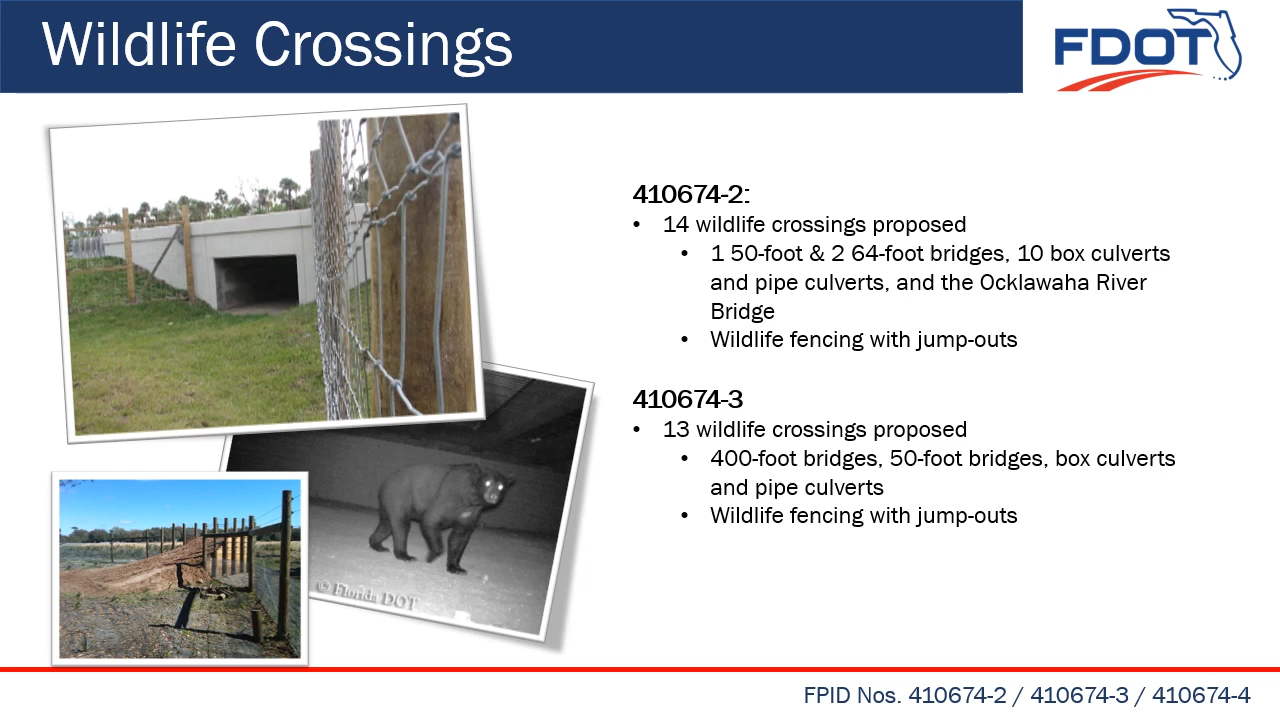 Wildlife Crossings
FDOT
410674-2:
• 14 wildlife crossings proposed
• 1 50-foot & 2 64-foot bridges, 10 box culverts
and pipe culverts, and the Ocklawaha River
Bridge
• Wildlife fencing with jump-outs
410674-3
• 13 wildlife crossings proposed
• 400-foot bridges, 50-foot bridges, box culverts
and pipe culverts
• Wildlife fencing with jump-outs
© Florida DOT
FPID Nos. 410674-2 / 410674-3 / 410674-4